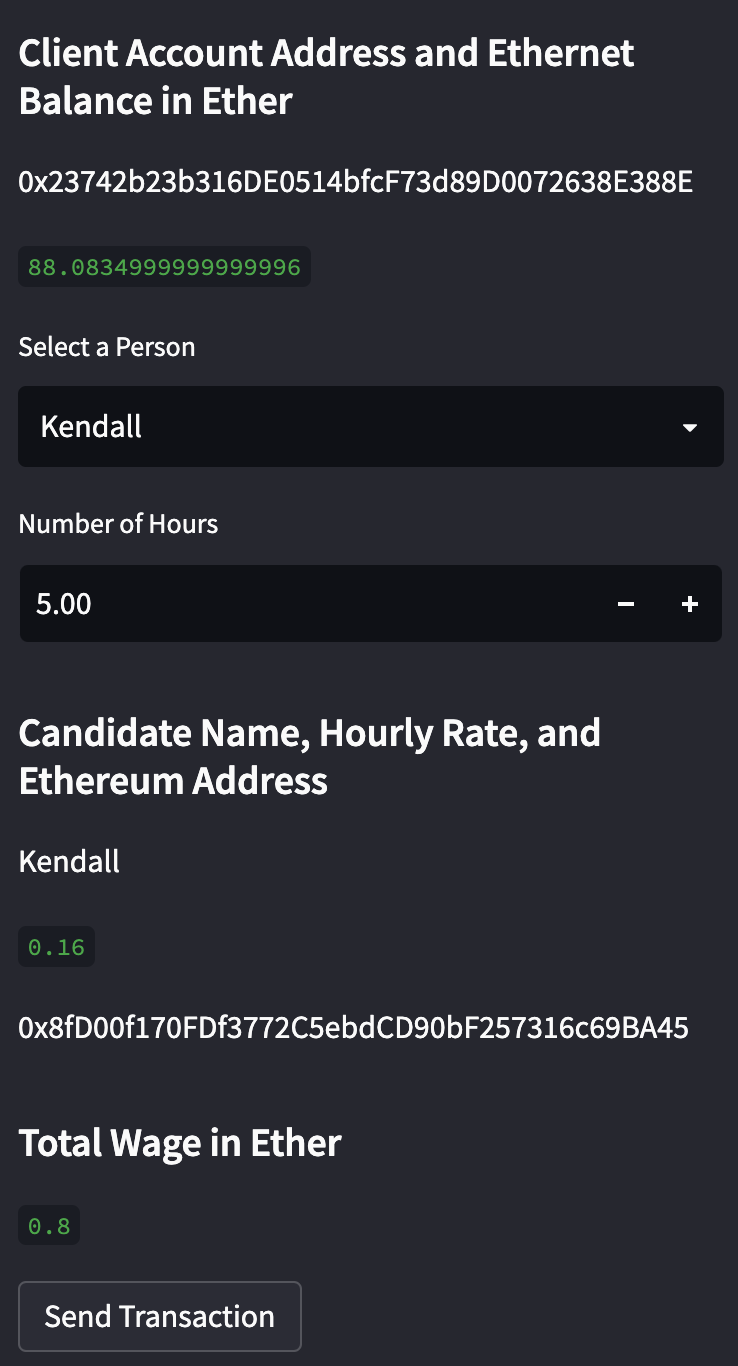 Client Account Address and Ethernet
Balance in Ether
0x23742b23b316DE0514bfcF73d89D0072638E388E
88.0834999999999996
Select a Person
Kendall
Number of Hours
5.00
Candidate Name, Hourly Rate, and
Ethereum Address
Kendall
0.16
0x8fD00f170FDf3772C5ebdCD90bF257316c69BA45
Total Wage in Ether
0.8
Send Transaction